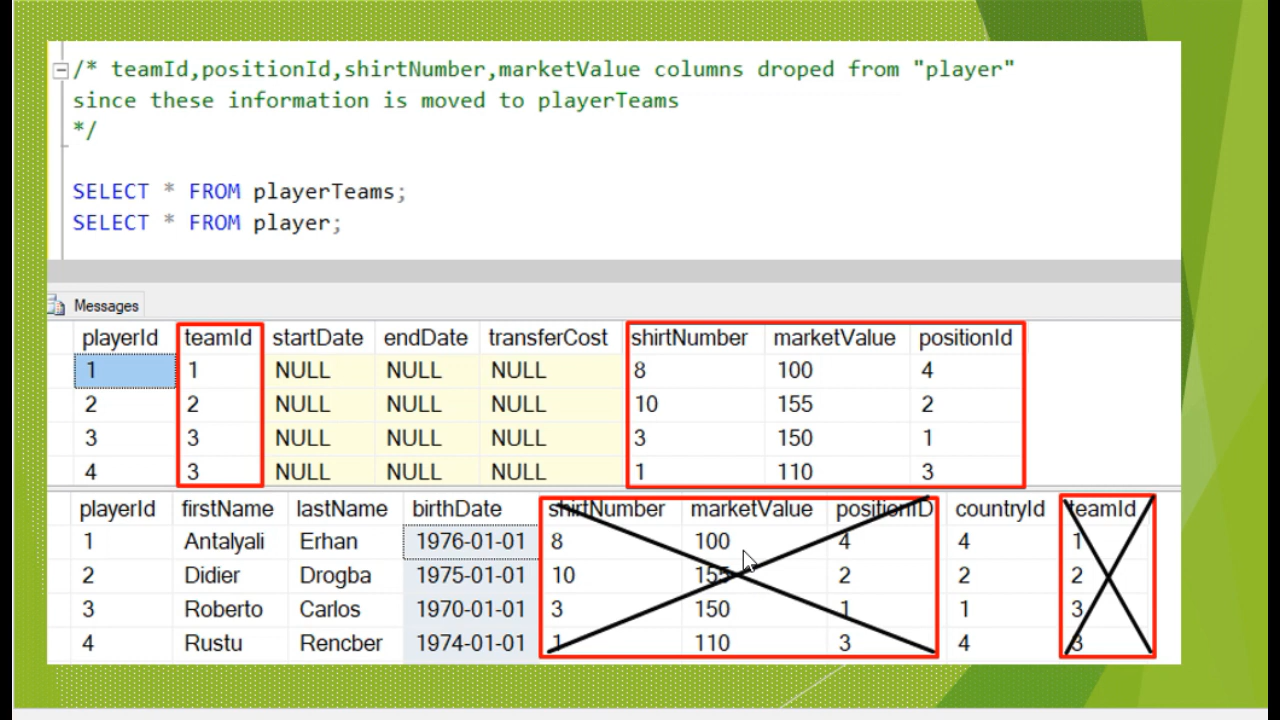 /* teamId,positionId,shirtNumber,marketValue columns droped from "player"
since these information is moved to playerTeams
*/
SELECT * FROM playerTeams;
SELECT * FROM player;
Messages
playerId teamId startDate endDate transferCost shirtNumber marketValue positionId
1 1 NULL NULL NULL 8 100 4
2 2 NULL NULL NULL 10 155 2
3 3 NULL NULL NULL 3 150 1
4 3 NULL NULL NULL 1 110 3
playerId firstName lastName birthDate shirtNumber marketValue positionID countryId teamId
1 Antalyali Erhan 1976-01-01 8 100 4 4 1
2 Didier Drogba 1975-01-01 10 155 2 2 2
3 Roberto Carlos 1970-01-01 3 150 1 1 3
4 Rustu Rencber 1974-01-01 1 110 3 4 3